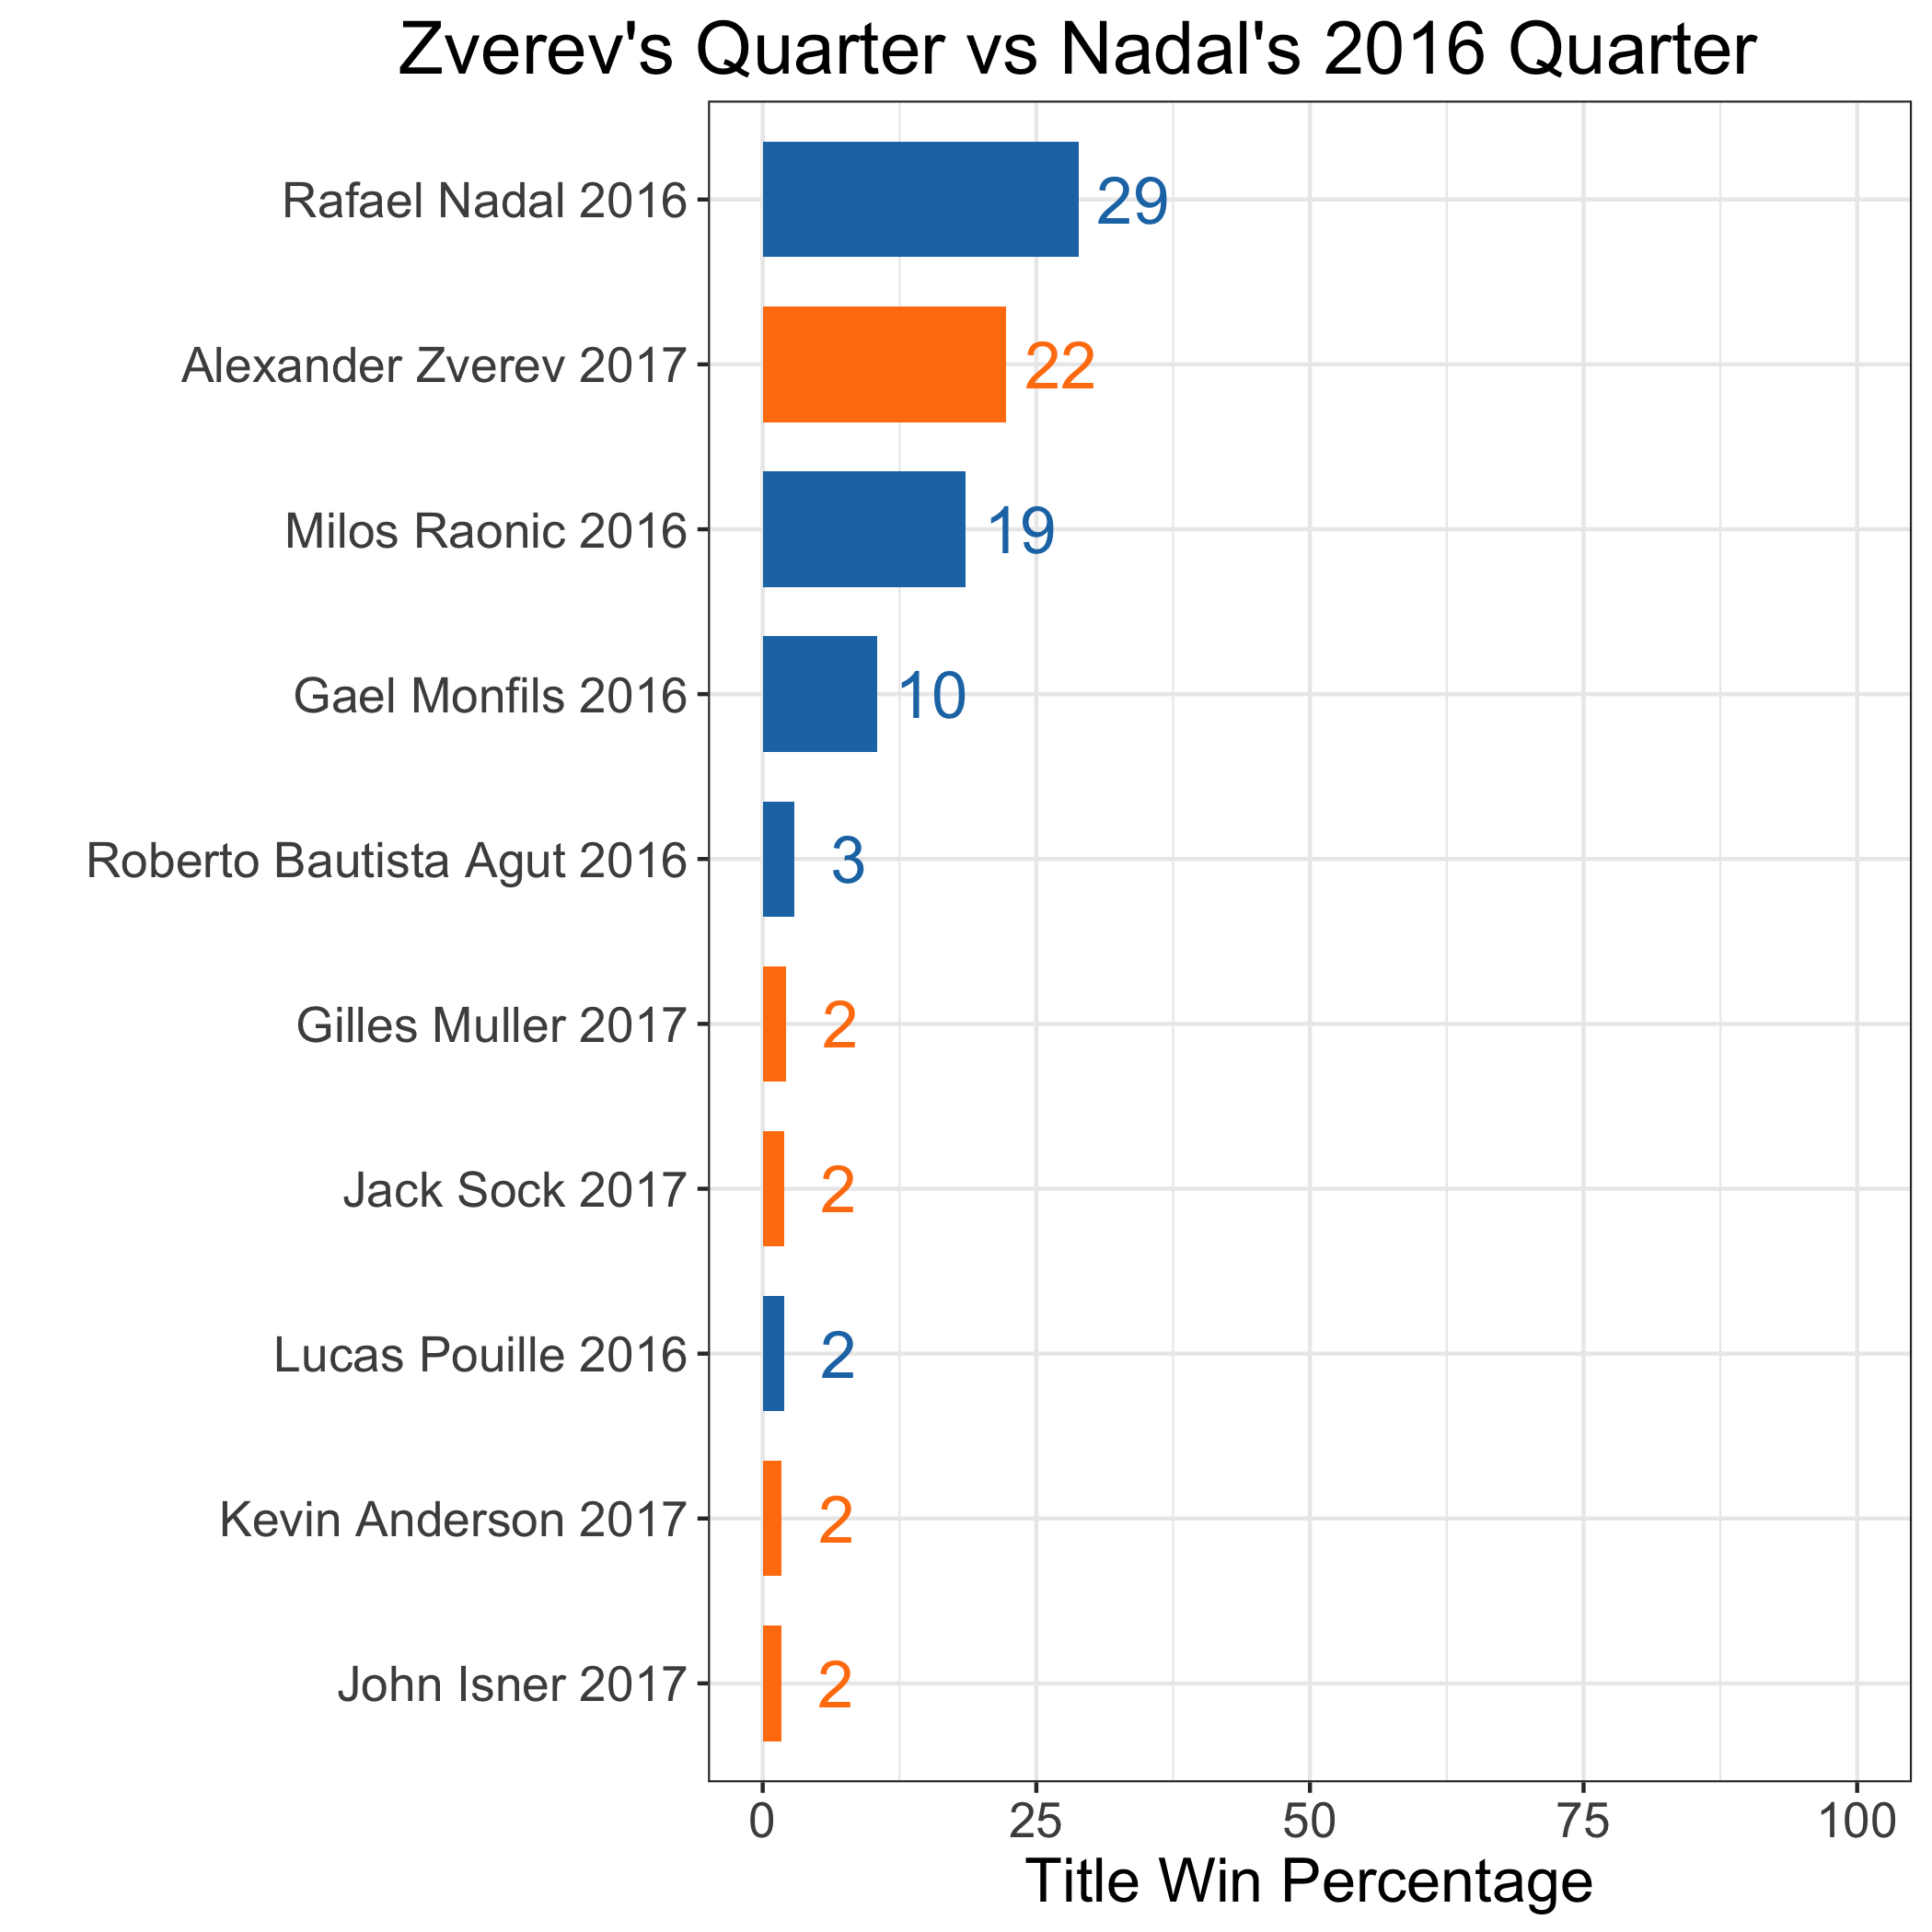 Zverev's Quarter vs Nadal's 2016 Quarter
Rafael Nadal 2016 29
Alexander Zverev 2017 22
Milos Raonic 2016 19
Gael Monfils 2016 10
Roberto Bautista Agut 2016 3
Gilles Muller 2017 2
Jack Sock 2017 2
Lucas Pouille 2016 2
Kevin Anderson 2017 2
John Isner 2017 2
0 25 50 75 100
Title Win Percentage